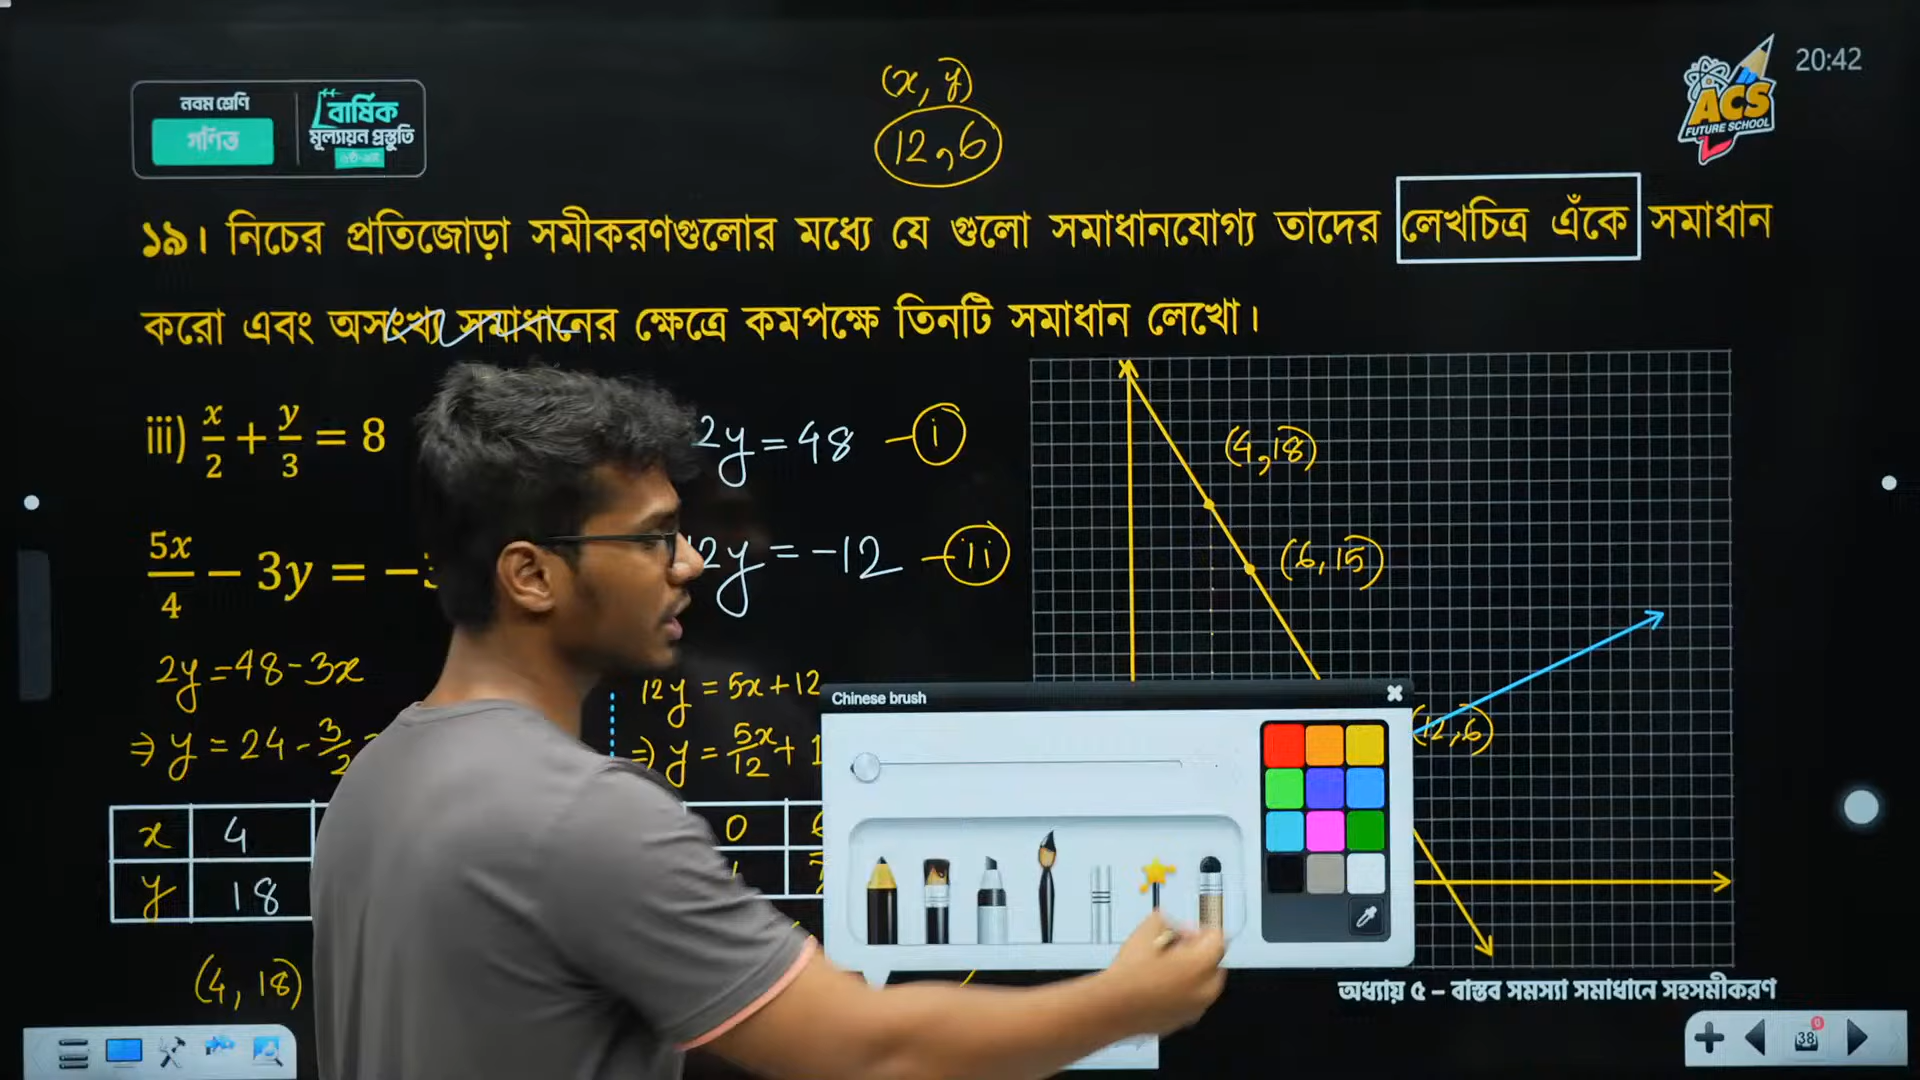 20:42
নবম শ্রেণি
গণিত
বার্ষিক
মূল্যায়ন প্রস্তুতি
ACS
FUTURE SCHOOL
(x, y)
12, 6
১৯। নিচের প্রতিজোড়া সমীকরণগুলোর মধ্যে যে গুলো সমাধানযোগ্য তাদের লেখচিত্র এঁকে সমাধান
করো এবং অসংখ্য সমাধানের ক্ষেত্রে কমপক্ষে তিনটি সমাধান লেখো।
iii) x/2 + y/3 = 8
2y = 48 — i
5x/4 − 3y = −
12y = −12 — ii
2y = 48 - 3x
⇒ y = 24 - 3/2
12y = 5x + 12
⇒ y = 5x/12 + 1
x 4
y 18
0
(4, 18)
(4, 18)
(6, 15)
(12, 6)
Chinese brush
অধ্যায় ৫ – বাস্তব সমস্যা সমাধানে সহসমীকরণ
38